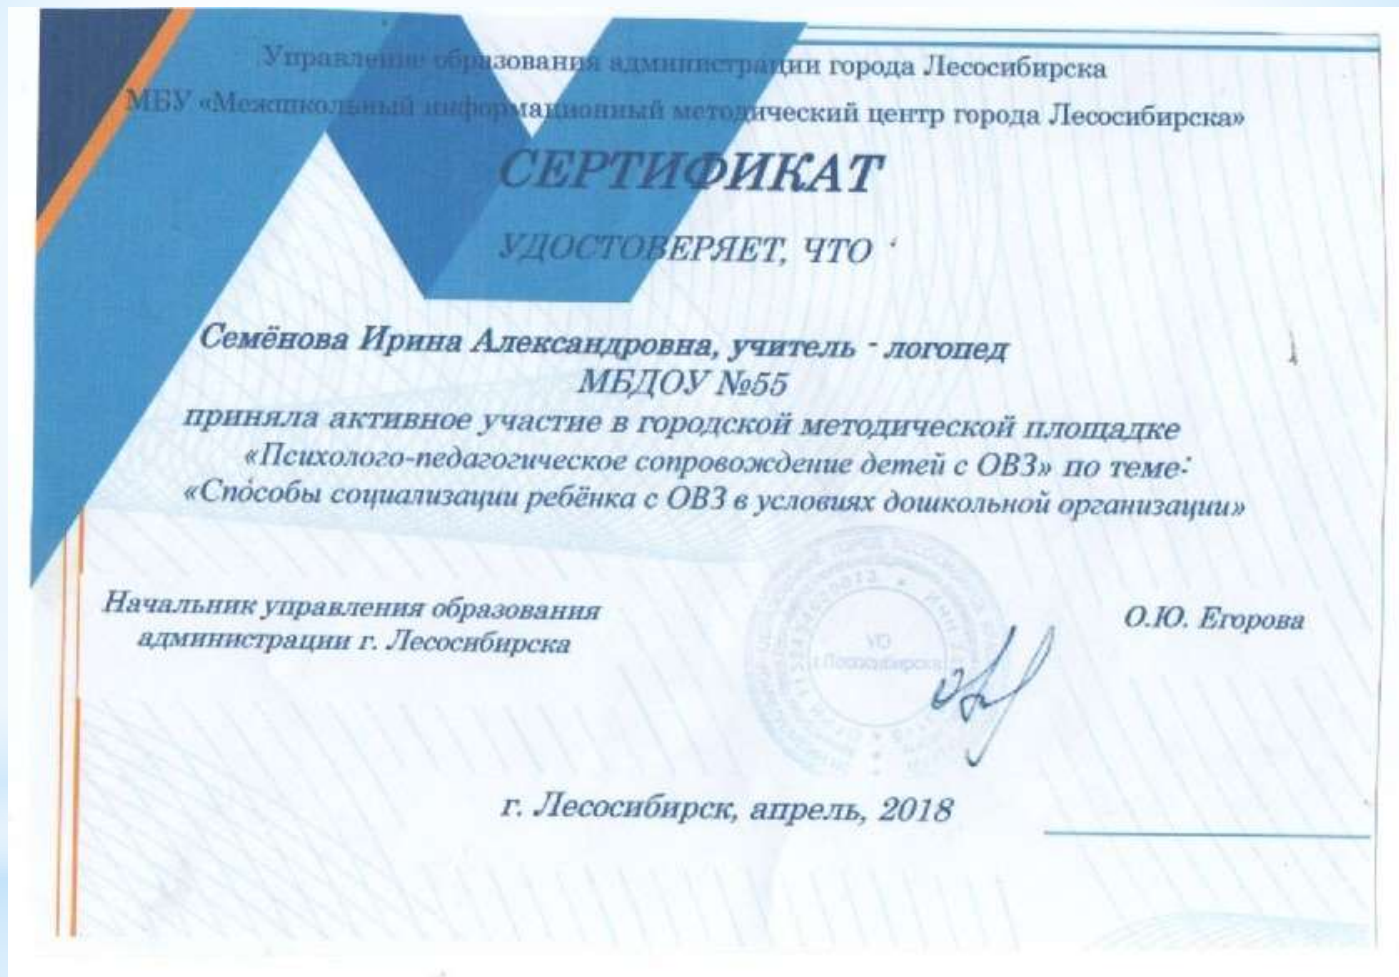 Управление образования администрации города Лесосибирска
МБУ «Межшкольный информационный методический центр города Лесосибирска»
СЕРТИФИКАТ
УДОСТОВЕРЯЕТ, ЧТО
Семёнова Ирина Александровна, учитель - логопед
МБДОУ №55
приняла активное участие в городской методической площадке
«Психолого-педагогическое сопровождение детей с ОВЗ» по теме:
«Способы социализации ребёнка с ОВЗ в условиях дошкольной организации»
Начальник управления образования
администрации г. Лесосибирска
О.Ю. Егорова
УО
г.Лесосибирска
г. Лесосибирск, апрель, 2018